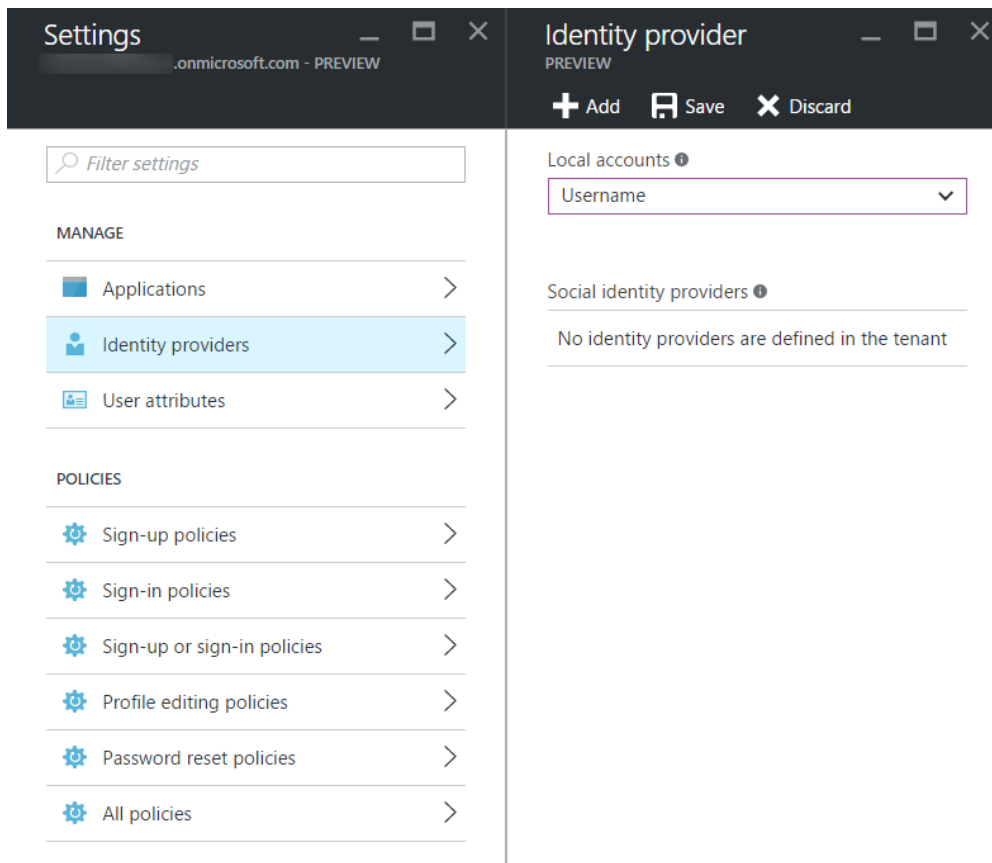 Settings
.onmicrosoft.com - PREVIEW
Filter settings
MANAGE
Applications
Identity providers
User attributes
POLICIES
Sign-up policies
Sign-in policies
Sign-up or sign-in policies
Profile editing policies
Password reset policies
All policies
Identity provider
PREVIEW
Add Save Discard
Local accounts
Username
Social identity providers
No identity providers are defined in the tenant